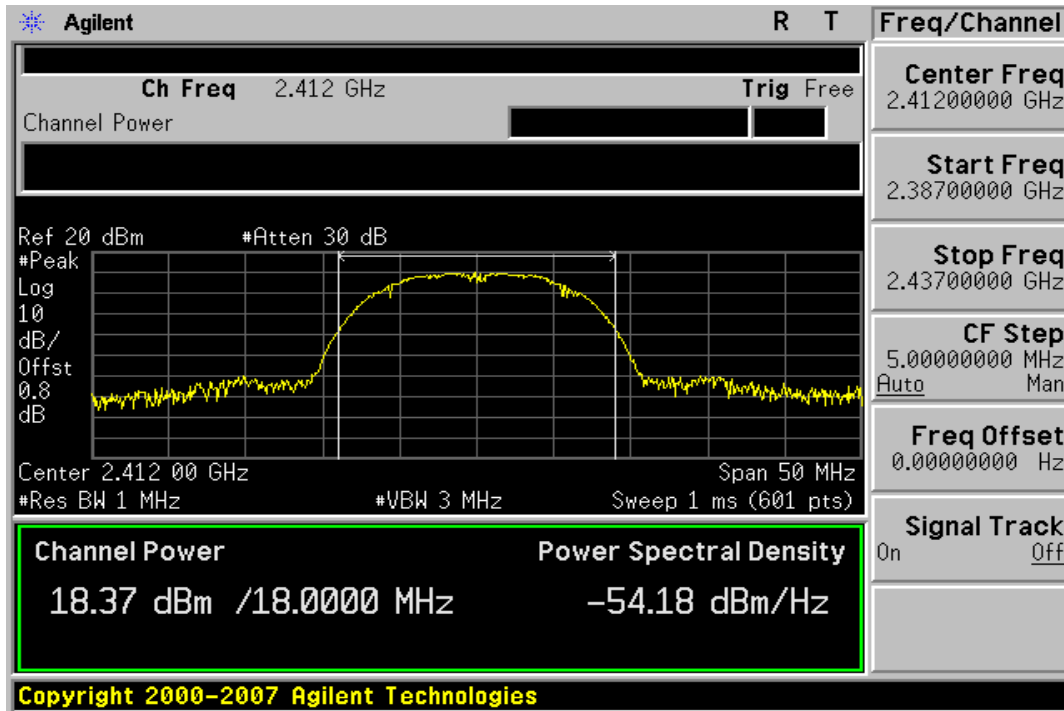 Agilent R T
Freq/Channel
Ch Freq 2.412 GHz Trig Free
Channel Power
Ref 20 dBm #Atten 30 dB
#Peak
Log
10
dB/
Offst
0.8
dB
Center 2.412 00 GHz Span 50 MHz
#Res BW 1 MHz #VBW 3 MHz Sweep 1 ms (601 pts)
Channel Power Power Spectral Density
18.37 dBm /18.0000 MHz -54.18 dBm/Hz
Center Freq
2.41200000 GHz
Start Freq
2.38700000 GHz
Stop Freq
2.43700000 GHz
CF Step
5.00000000 MHz
Auto Man
Freq Offset
0.00000000 Hz
Signal Track
On Off
Copyright 2000-2007 Agilent Technologies